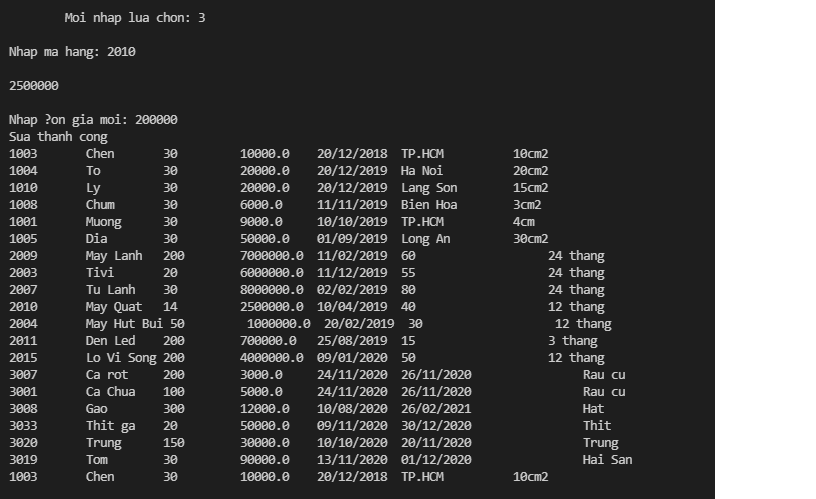 Moi nhap lua chon: 3
Nhap ma hang: 2010
2500000
Nhap ?on gia moi: 200000
Sua thanh cong
1003 Chen 30 10000.0 20/12/2018 TP.HCM 10cm2
1004 To 30 20000.0 20/12/2019 Ha Noi 20cm2
1010 Ly 30 20000.0 20/12/2019 Lang Son 15cm2
1008 Chum 30 6000.0 11/11/2019 Bien Hoa 3cm2
1001 Muong 30 9000.0 10/10/2019 TP.HCM 4cm
1005 Dia 30 50000.0 01/09/2019 Long An 30cm2
2009 May Lanh 200 7000000.0 11/02/2019 60 24 thang
2003 Tivi 20 6000000.0 11/12/2019 55 24 thang
2007 Tu Lanh 30 8000000.0 02/02/2019 80 24 thang
2010 May Quat 14 2500000.0 10/04/2019 40 12 thang
2004 May Hut Bui 50 1000000.0 20/02/2019 30 12 thang
2011 Den Led 200 700000.0 25/08/2019 15 3 thang
2015 Lo Vi Song 200 4000000.0 09/01/2020 50 12 thang
3007 Ca rot 200 3000.0 24/11/2020 26/11/2020 Rau cu
3001 Ca Chua 100 5000.0 24/11/2020 26/11/2020 Rau cu
3008 Gao 300 12000.0 10/08/2020 26/02/2021 Hat
3033 Thit ga 20 50000.0 09/11/2020 30/12/2020 Thit
3020 Trung 150 30000.0 10/10/2020 20/11/2020 Trung
3019 Tom 30 90000.0 13/11/2020 01/12/2020 Hai San
1003 Chen 30 10000.0 20/12/2018 TP.HCM 10cm2